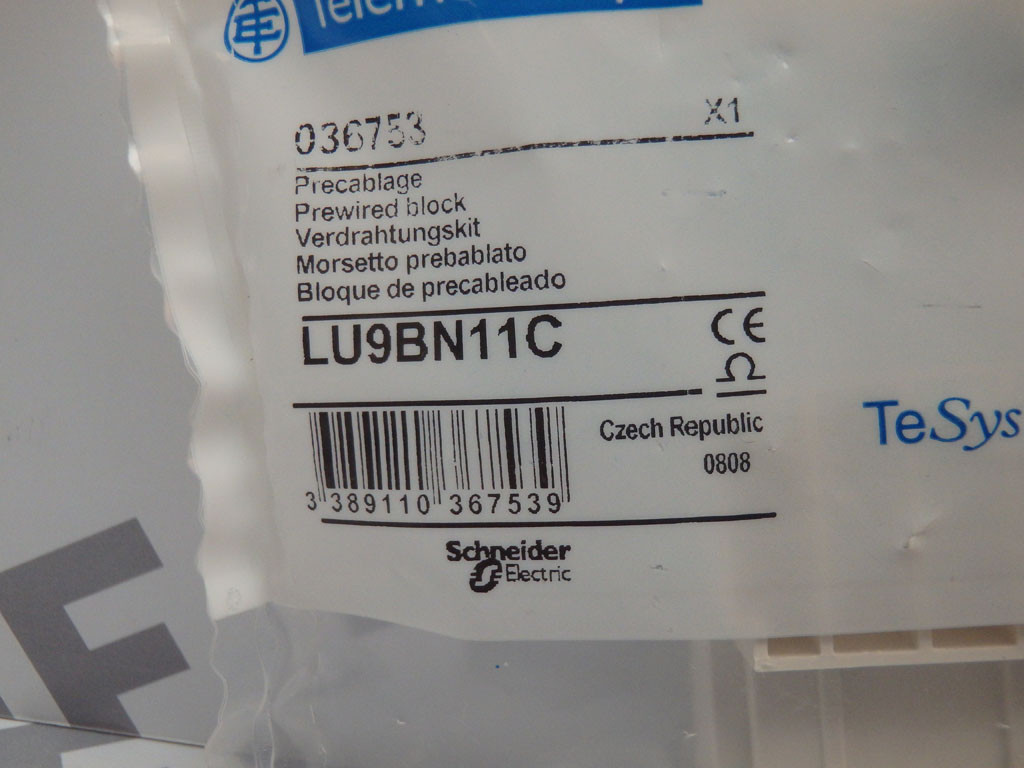 036753 X1
Precablage
Prewired block
Verdrahtungskit
Morsetto prebablato
Bloque de precableado
LU9BN11C CE
Czech Republic
0808
TeSys
3 389110 367539
Schneider
Electric